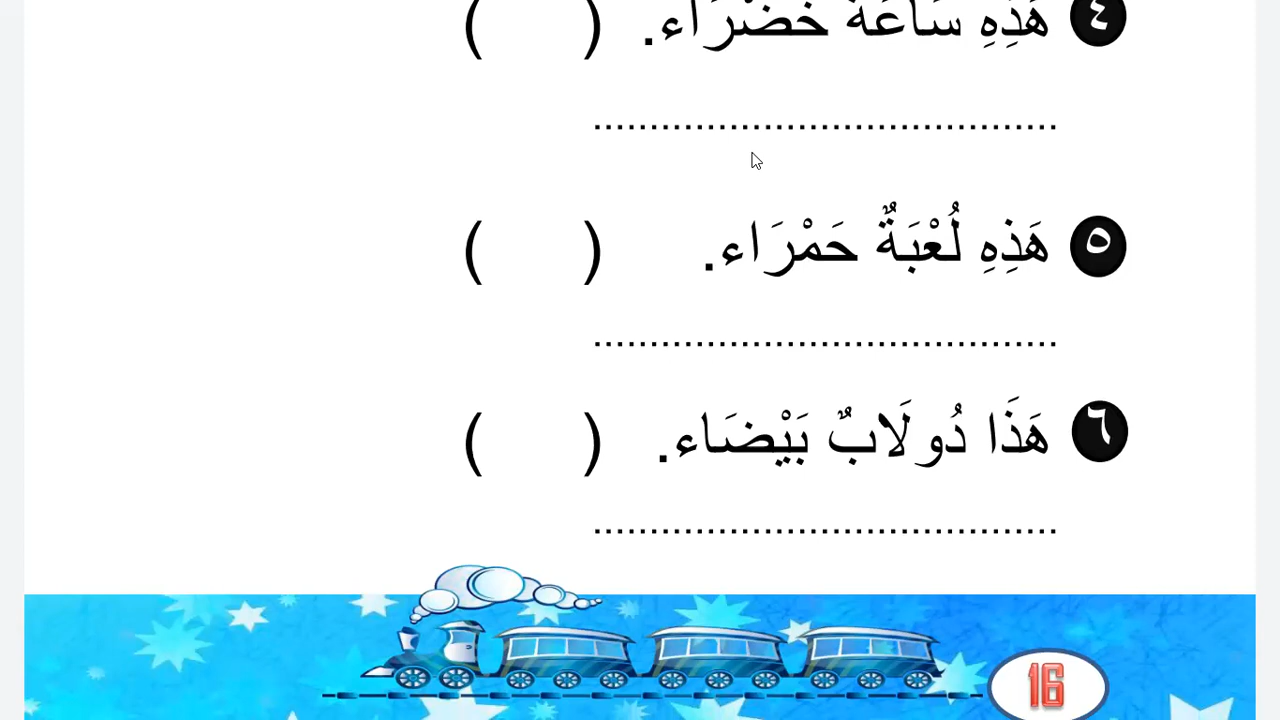 ٤ هَذِهِ سَاعَةٌ خَضْرَاء. ( )
........................................
٥ هَذِهِ لُعْبَةٌ حَمْرَاء. ( )
........................................
٦ هَذَا دُولَابٌ بَيْضَاء. ( )
........................................
16